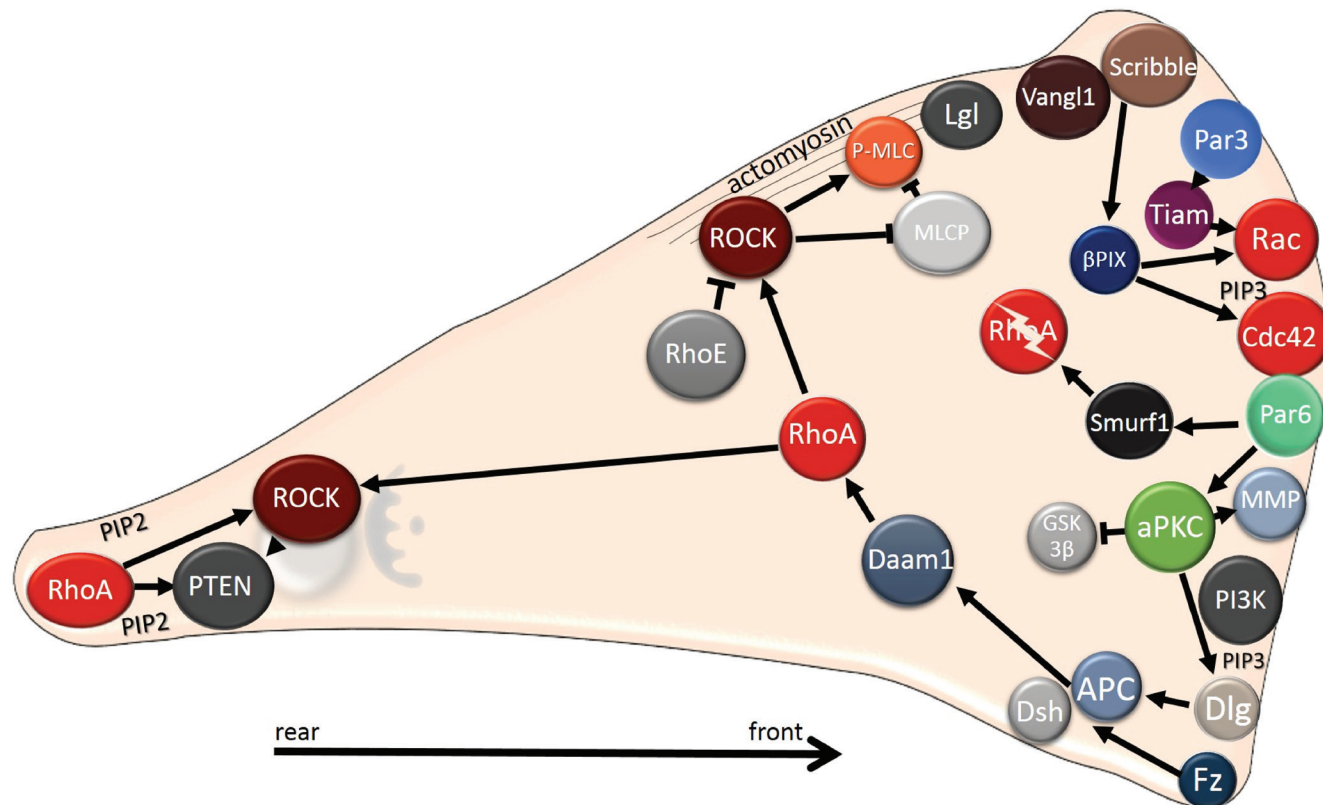 Scribble
Vangl1
Lgl
Par3
actomyosin
P-MLC
Tiam
ROCK
MLCP
Rac
βPIX
PIP3
RhoA
Cdc42
RhoE
Par6
Smurf1
RhoA
ROCK
MMP
GSK
3β
aPKC
PIP2
Daam1
RhoA
PTEN
PI3K
PIP2
PIP3
APC
Dlg
Dsh
rear
front
Fz